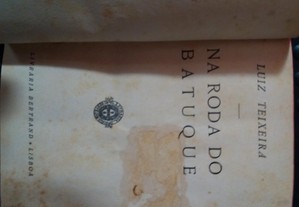 LUIZ TEIXEIRA
NA RODA DO
BATUQUE
LIVRARIA BERTRAND • LISBOA